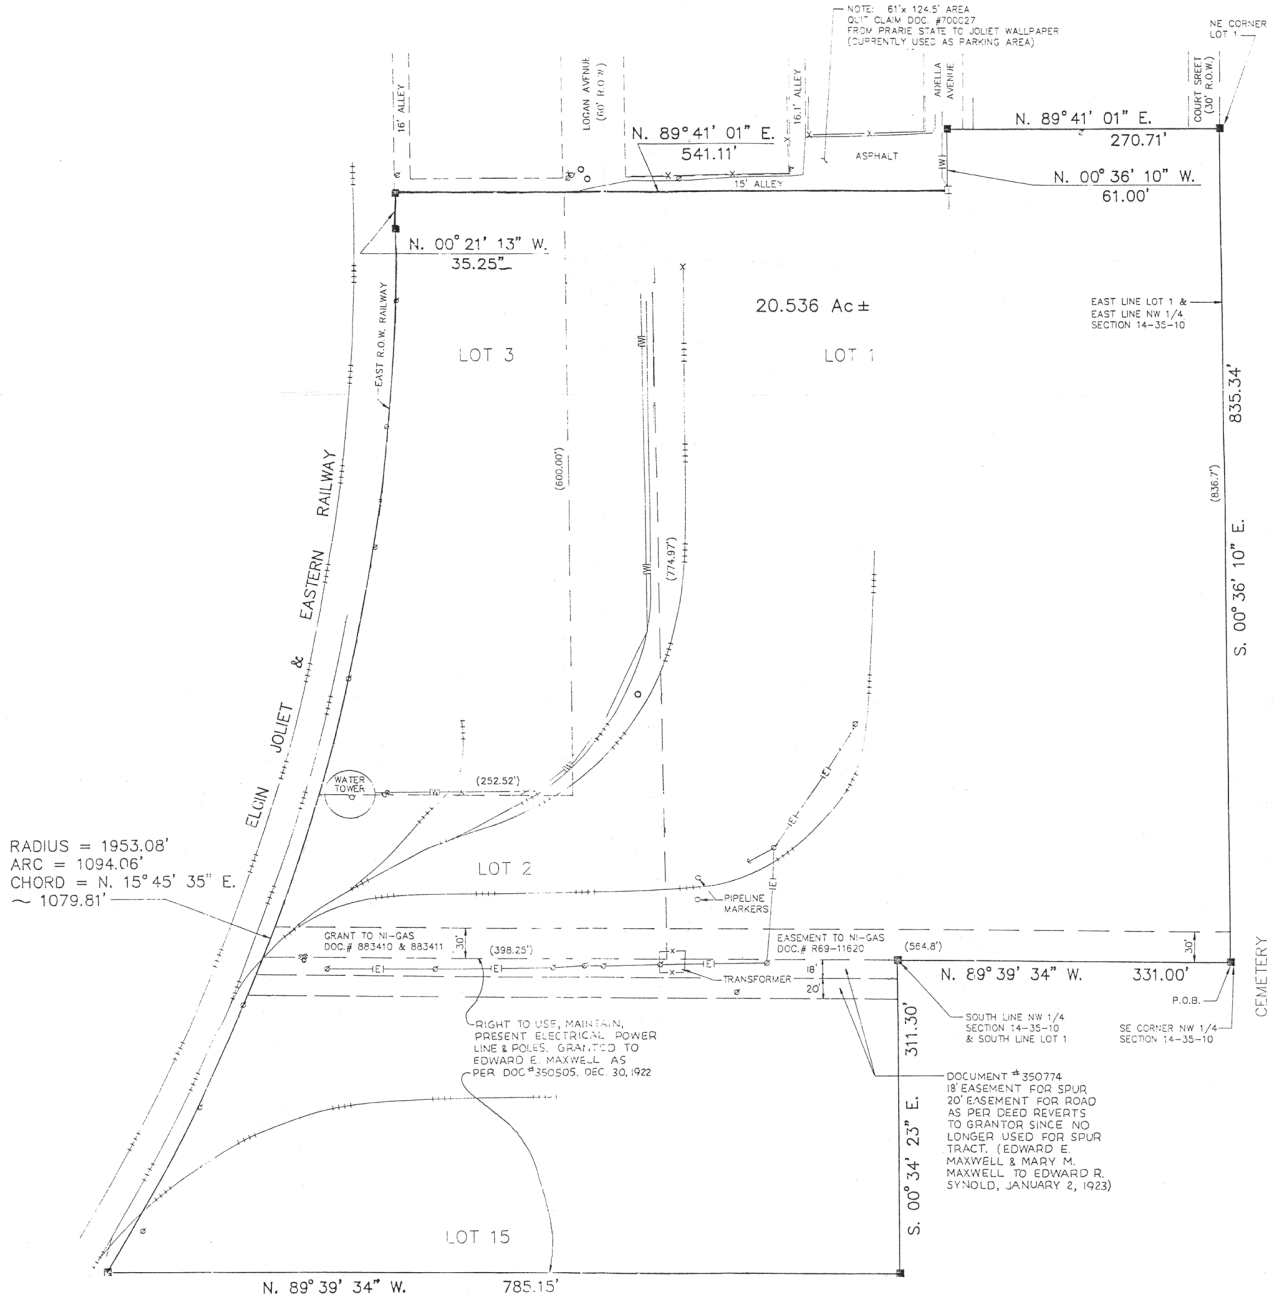 NOTE: 61'x 124.5' AREA
QUIT CLAIM DOC. #700027
FROM PRARIE STATE TO JOLIET WALLPAPER
(CURRENTLY USED AS PARKING AREA)
NE CORNER
LOT 1
16' ALLEY
LOGAN AVENUE
(60' R.O.W.)
16.1' ALLEY
ADELLA
AVENUE
COURT SREET
(30' R.O.W.)
N. 89° 41' 01" E.
541.11'
ASPHALT
15' ALLEY
N. 89° 41' 01" E.
270.71'
N. 00° 36' 10" W.
61.00'
N. 00° 21' 13" W.
35.25"
EAST R.O.W. RAILWAY
20.536 Ac ±
LOT 3
LOT 1
EAST LINE LOT 1 &
EAST LINE NW 1/4
SECTION 14-35-10
835.34'
(836.7')
S. 00° 36' 10" E.
(600.00')
(774.97')
ELGIN JOLIET & EASTERN RAILWAY
WATER
TOWER
(252.52')
RADIUS = 1953.08'
ARC = 1094.06'
CHORD = N. 15° 45' 35" E.
~ 1079.81'
LOT 2
PIPELINE
MARKERS
GRANT TO NI-GAS
DOC.# 883410 & 883411
30'
(398.25')
EASEMENT TO NI-GAS
DOC.# R69-11620
(564.8')
30'
TRANSFORMER
18'
20'
N. 89° 39' 34" W. 331.00'
P.O.B.
CEMETERY
SOUTH LINE NW 1/4
SECTION 14-35-10
& SOUTH LINE LOT 1
SE CORNER NW 1/4
SECTION 14-35-10
RIGHT TO USE, MAINTAIN,
PRESENT ELECTRICAL POWER
LINE & POLES. GRANTED TO
EDWARD E. MAXWELL AS
PER DOC #350505. DEC. 30, 1922
311.30'
S. 00° 34' 23" E.
DOCUMENT #350774
18' EASEMENT FOR SPUR
20' EASEMENT FOR ROAD
AS PER DEED REVERTS
TO GRANTOR SINCE NO
LONGER USED FOR SPUR
TRACT. (EDWARD E.
MAXWELL & MARY M.
MAXWELL TO EDWARD R.
SYNOLD, JANUARY 2, 1923)
LOT 15
N. 89° 39' 34" W. 785.15'